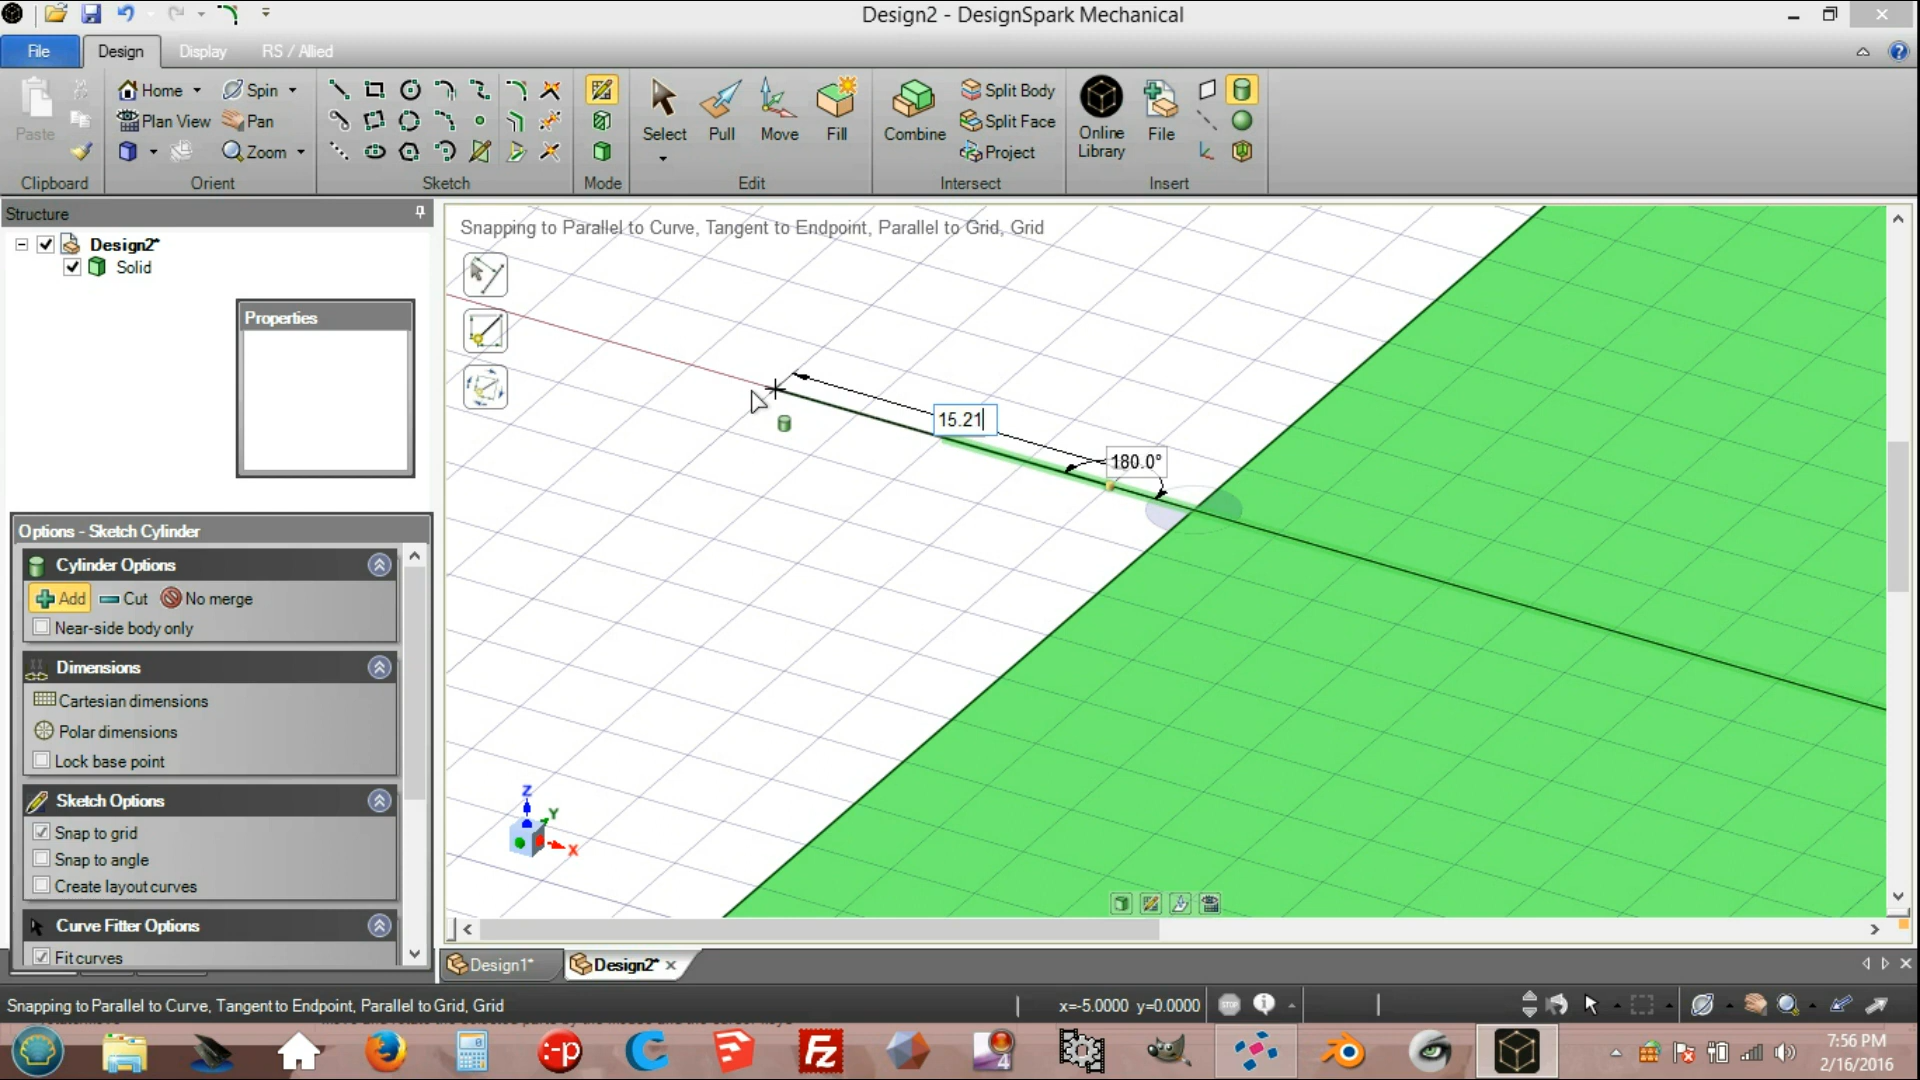 Design2 - DesignSpark Mechanical
File
Design
Display
RS / Allied
Paste
Home
Spin
Plan View
Pan
Zoom
Select
Pull
Move
Fill
Combine
Split Body
Split Face
Project
Online
Library
File
Clipboard
Orient
Sketch
Mode
Edit
Intersect
Insert
Structure
Design2*
Solid
Properties
Snapping to Parallel to Curve, Tangent to Endpoint, Parallel to Grid, Grid
15.21
180.0°
Z
Y
X
Options - Sketch Cylinder
Cylinder Options
Add
Cut
No merge
Near-side body only
Dimensions
Cartesian dimensions
Polar dimensions
Lock base point
Sketch Options
Snap to grid
Snap to angle
Create layout curves
Curve Fitter Options
Fit curves
Design1*
Design2*
Snapping to Parallel to Curve, Tangent to Endpoint, Parallel to Grid, Grid
x=-5.0000 y=0.0000
:-p
Fz
4
7:56 PM
2/16/2016